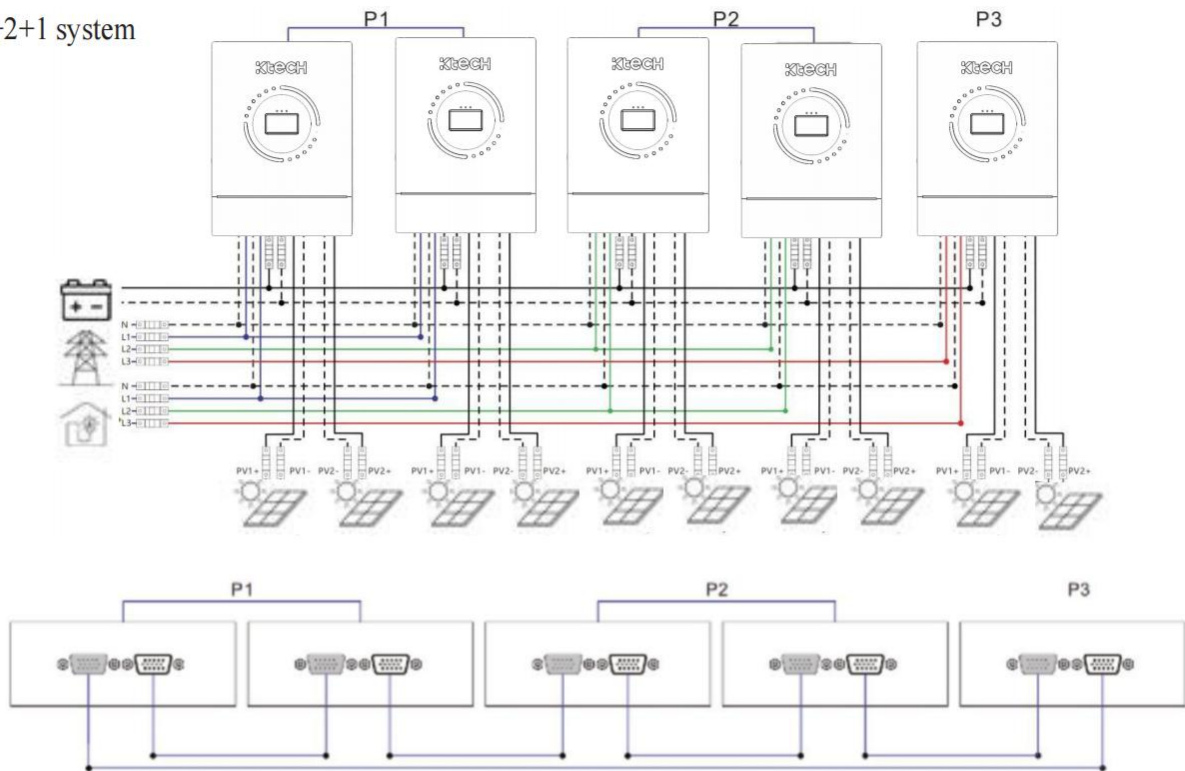 +2+1 system
P1 P2 P3
Ktech Ktech Ktech Ktech Ktech
N
L1
L2
L3
N
L1
L2
L3
PV1+ PV1- PV2- PV2+ PV1+ PV1- PV2- PV2+ PV1+ PV1- PV2- PV2+ PV1+ PV1- PV2- PV2+ PV1+ PV1- PV2- PV2+
P1 P2 P3